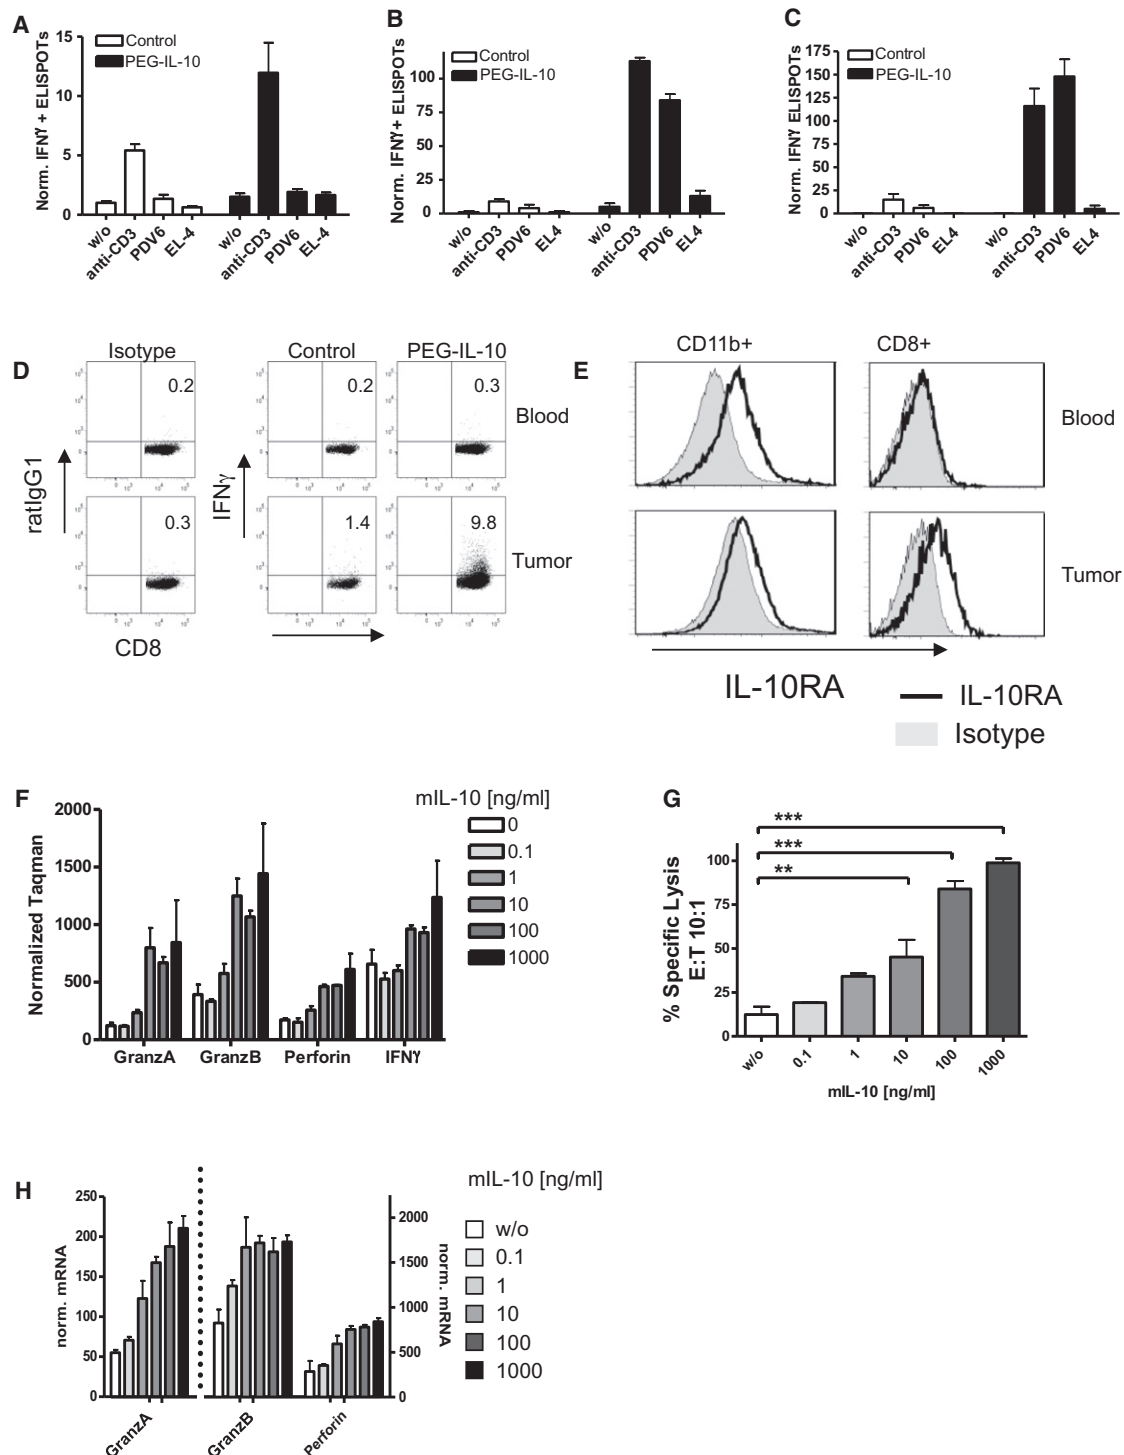 A
Norm. IFNγ + ELISPOTs
15
10
5
0
Control
PEG-IL-10
w/o
anti-CD3
PDV6
EL-4
w/o
anti-CD3
PDV6
EL-4
B
Norm. IFNγ+ ELISPOTs
100
75
50
25
0
Control
PEG-IL-10
w/o
anti-CD3
PDV6
EL4
w/o
anti-CD3
PDV6
EL4
C
Norm. IFNγ ELISPOTs
175
150
125
100
75
50
25
0
Control
PEG-IL-10
w/o
anti-CD3
PDV6
EL4
w/o
anti-CD3
PDV6
EL4
D
Isotype
Control
PEG-IL-10
0.2
0.2
0.3
Blood
ratIgG1
IFNγ
0.3
1.4
9.8
Tumor
CD8
E
CD11b+
CD8+
Blood
Tumor
IL-10RA
IL-10RA
Isotype
F
Normalized Taqman
2000
1500
1000
500
0
GranzA
GranzB
Perforin
IFNγ
mIL-10 [ng/ml]
0
0.1
1
10
100
1000
G
% Specific Lysis
E:T 10:1
100
75
50
25
0
***
***
**
w/o
0.1
1
10
100
1000
mIL-10 [ng/ml]
H
norm. mRNA
250
200
150
100
50
0
GranzA
GranzB
Perforin
2000
1500
1000
500
0
norm. mRNA
mIL-10 [ng/ml]
w/o
0.1
1
10
100
1000